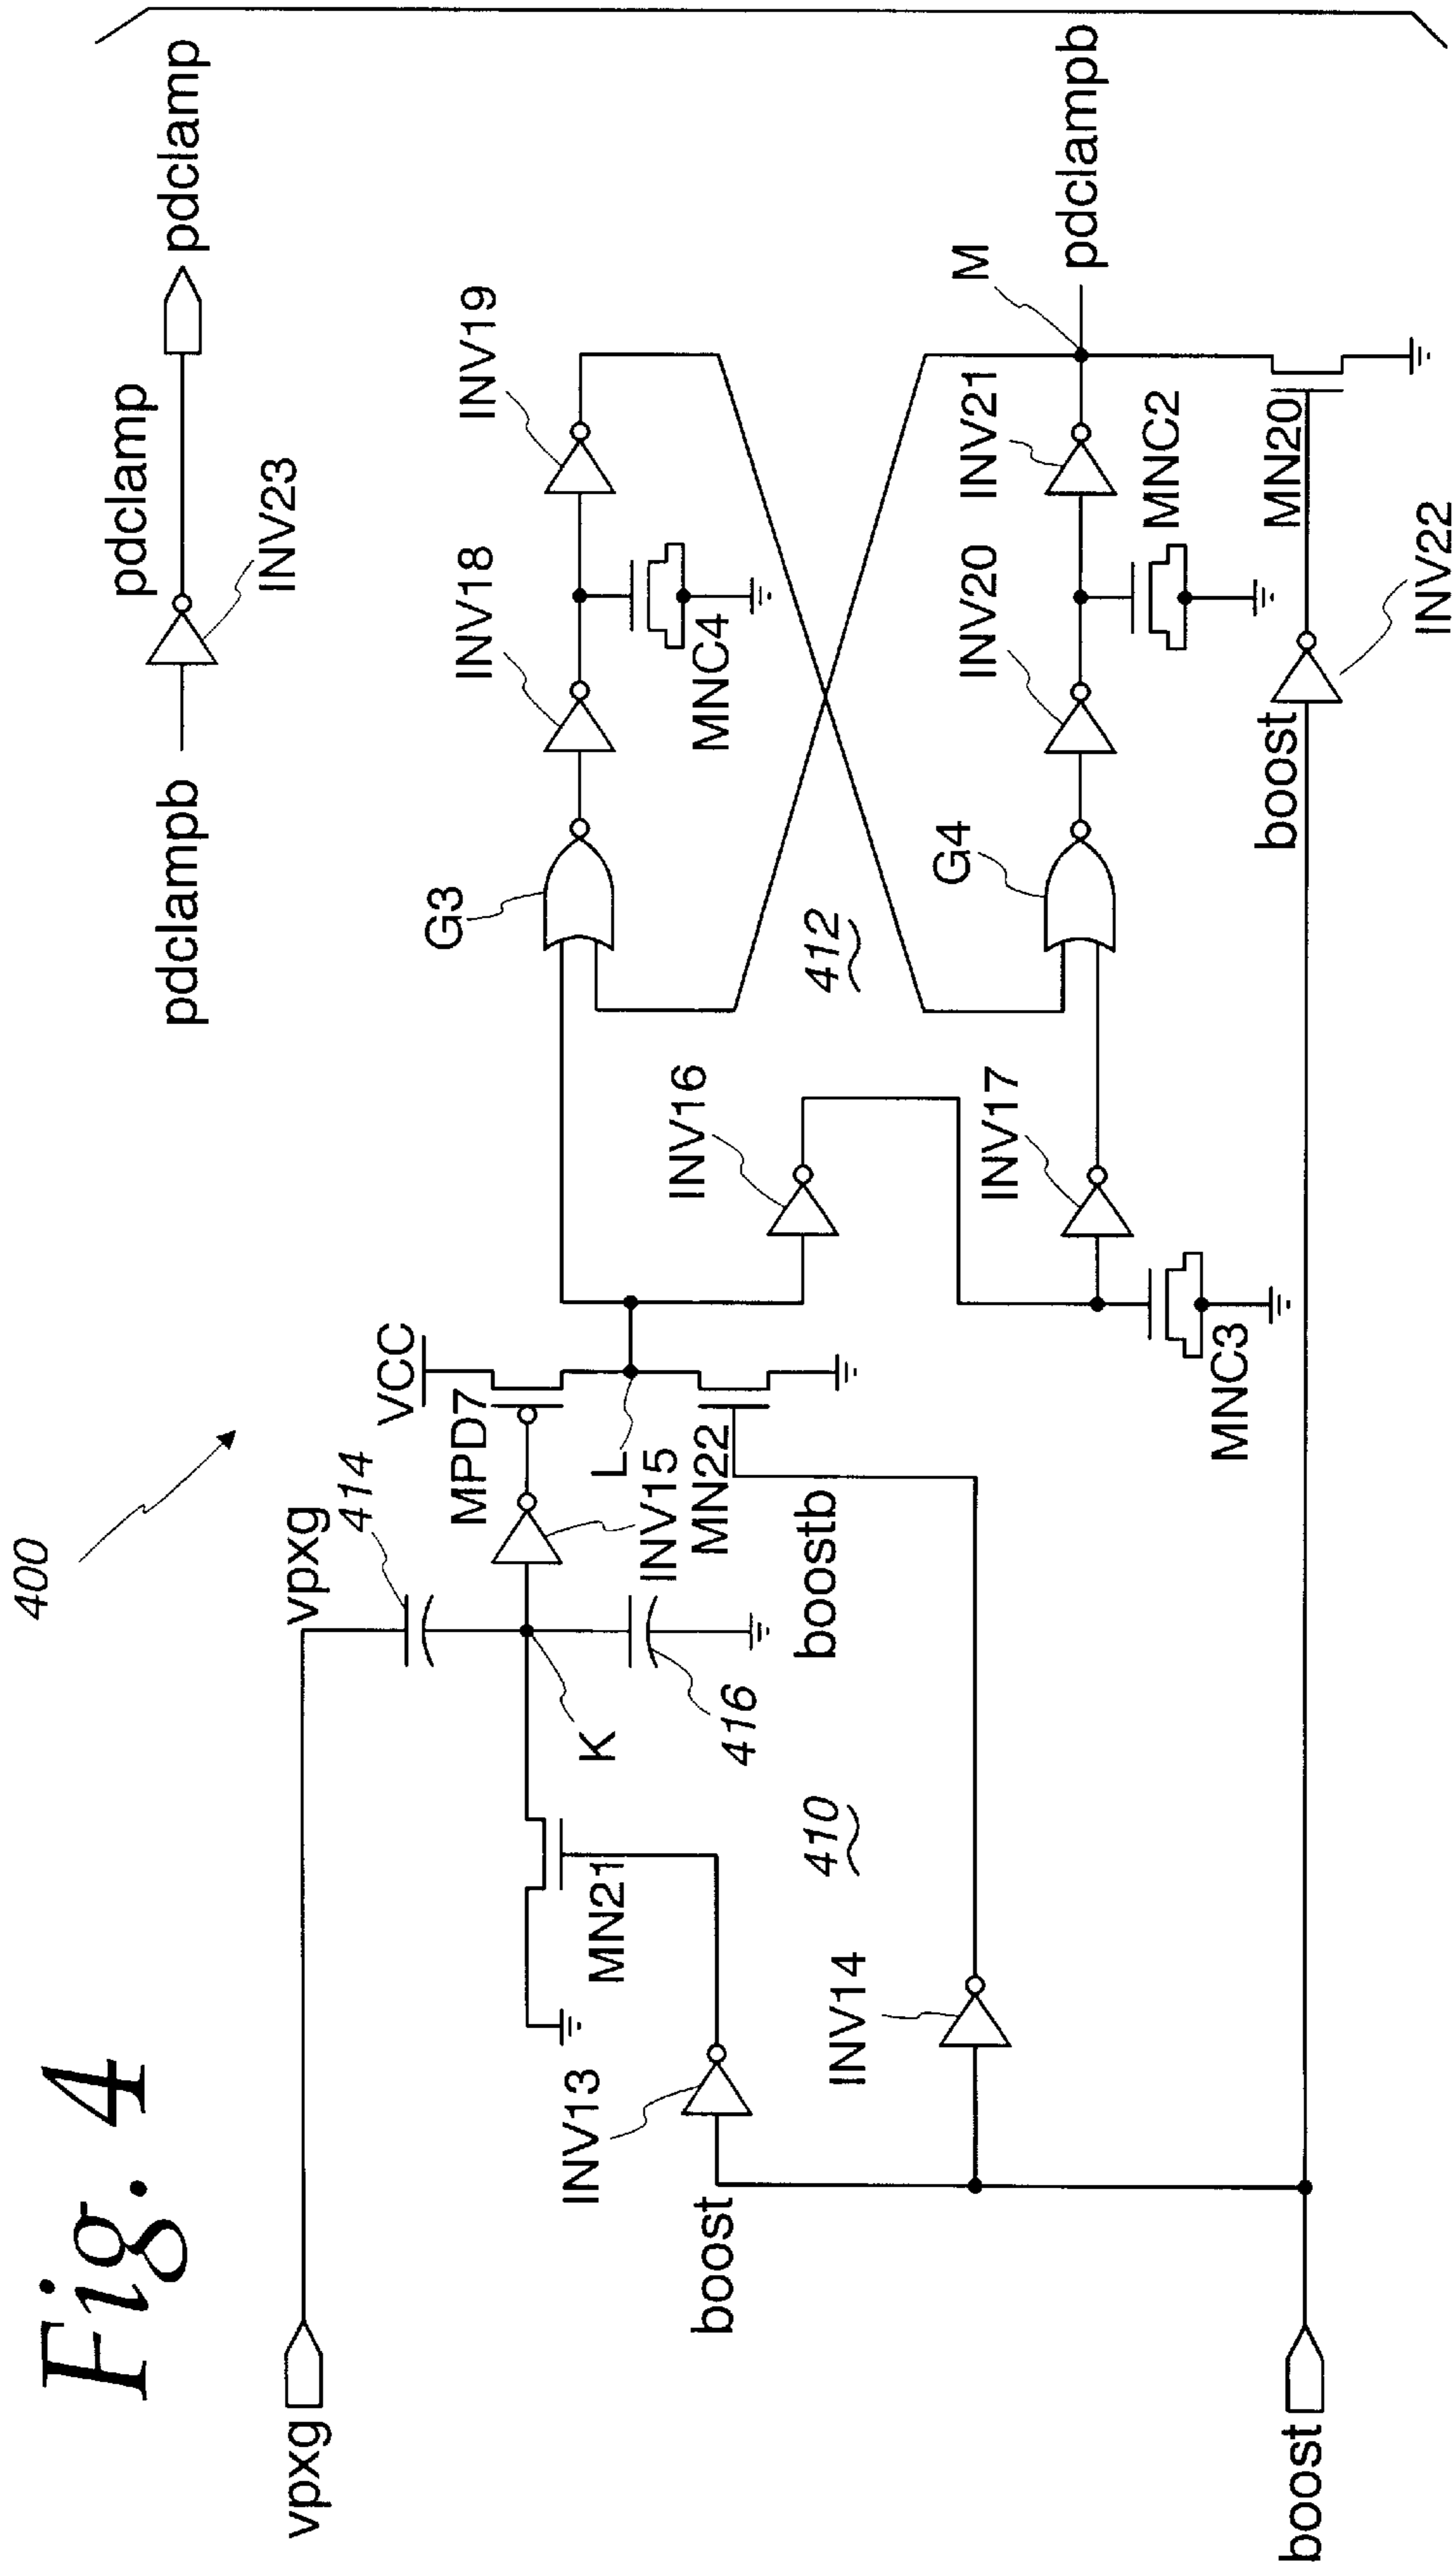 Fig. 4
400
vpxg
vpxg
414
VCC
MPD7
L
INV15
MN22
K
416
boostb
MN21
410
INV13
boost
INV14
boost
pdclampb
pdclamp
pdclamp
INV23
G3
INV18
INV19
MNC4
412
INV16
INV17
MNC3
G4
INV20
INV21
MNC2
M
pdclampb
MN20
boost
INV22